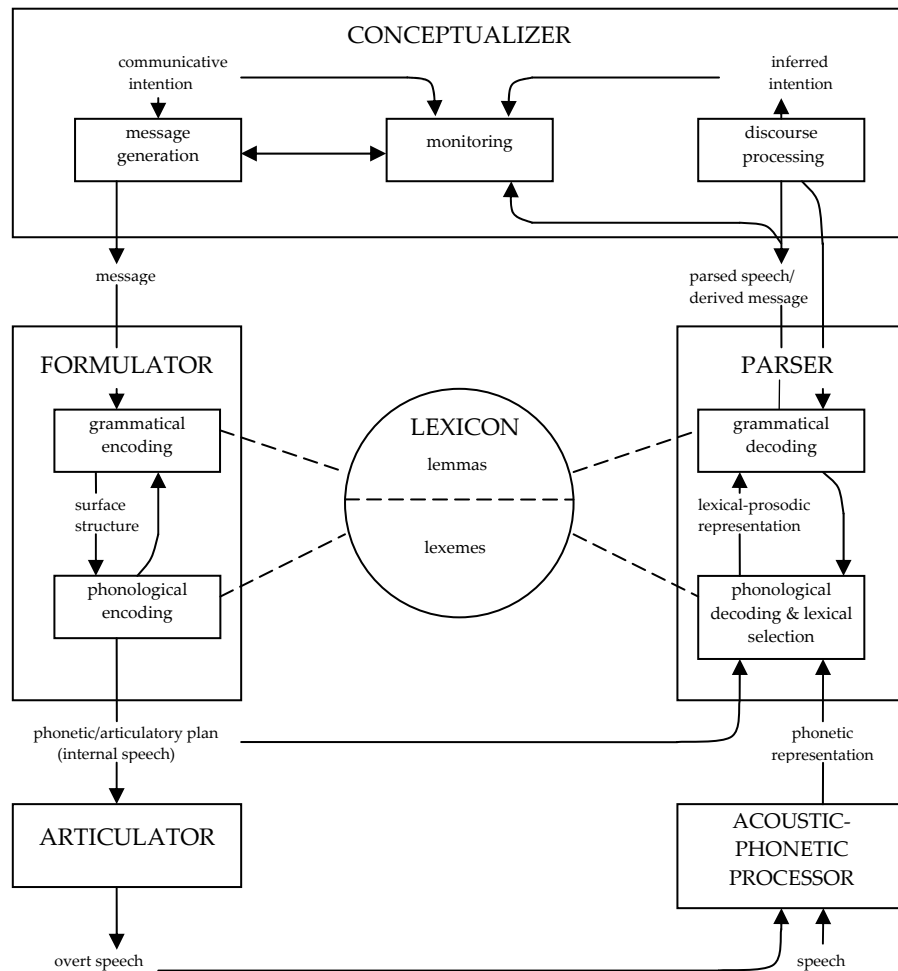 CONCEPTUALIZER
communicative
intention
inferred
intention
message
generation
monitoring
discourse
processing
message
parsed speech/
derived message
FORMULATOR
PARSER
grammatical
encoding
LEXICON
lemmas
grammatical
decoding
surface
structure
lexical-prosodic
representation
lexemes
phonological
encoding
phonological
decoding & lexical
selection
phonetic/articulatory plan
(internal speech)
phonetic
representation
ARTICULATOR
ACOUSTIC-
PHONETIC
PROCESSOR
overt speech
speech